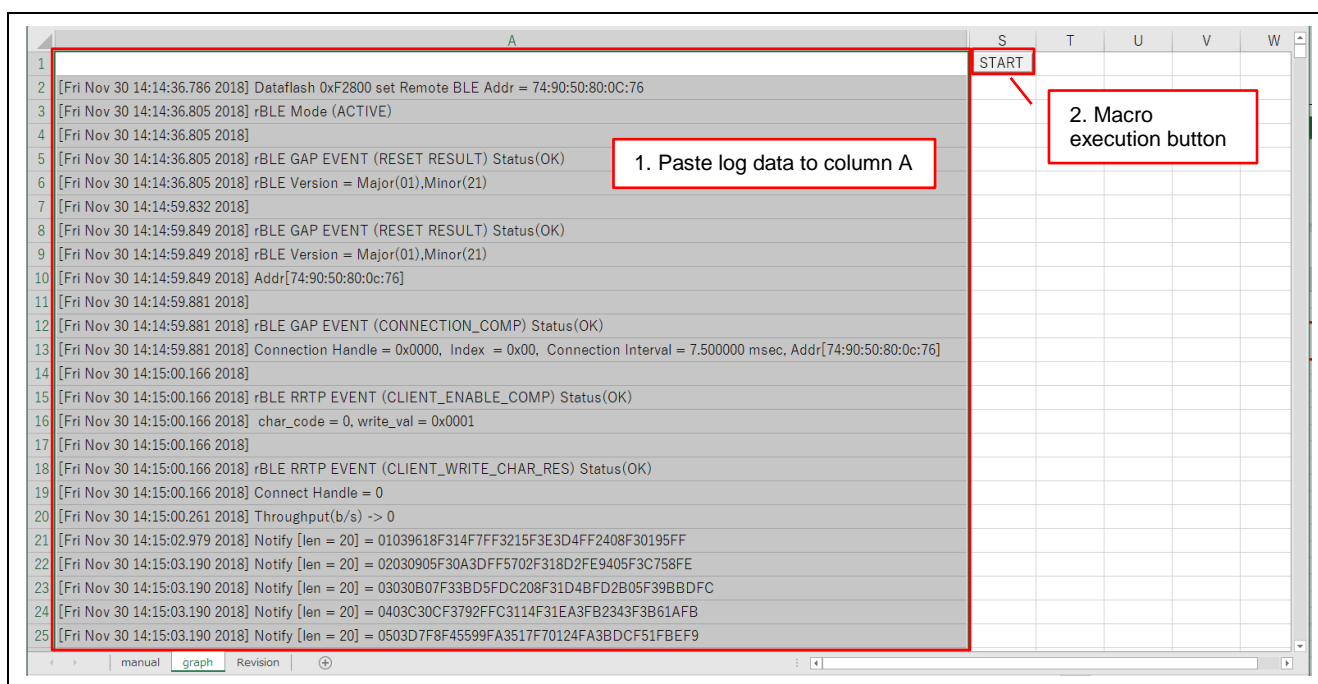 A S T U V W
1 START
2 [Fri Nov 30 14:14:36.786 2018] Dataflash 0xF2800 set Remote BLE Addr = 74:90:50:80:0C:76
3 [Fri Nov 30 14:14:36.805 2018] rBLE Mode (ACTIVE)
4 [Fri Nov 30 14:14:36.805 2018]
5 [Fri Nov 30 14:14:36.805 2018] rBLE GAP EVENT (RESET RESULT) Status(OK)
6 [Fri Nov 30 14:14:36.805 2018] rBLE Version = Major(01),Minor(21)
7 [Fri Nov 30 14:14:59.832 2018]
8 [Fri Nov 30 14:14:59.849 2018] rBLE GAP EVENT (RESET RESULT) Status(OK)
9 [Fri Nov 30 14:14:59.849 2018] rBLE Version = Major(01),Minor(21)
10 [Fri Nov 30 14:14:59.849 2018] Addr[74:90:50:80:0c:76]
11 [Fri Nov 30 14:14:59.881 2018]
12 [Fri Nov 30 14:14:59.881 2018] rBLE GAP EVENT (CONNECTION_COMP) Status(OK)
13 [Fri Nov 30 14:14:59.881 2018] Connection Handle = 0x0000, Index = 0x00, Connection Interval = 7.500000 msec, Addr[74:90:50:80:0c:76]
14 [Fri Nov 30 14:15:00.166 2018]
15 [Fri Nov 30 14:15:00.166 2018] rBLE RRTP EVENT (CLIENT_ENABLE_COMP) Status(OK)
16 [Fri Nov 30 14:15:00.166 2018] char_code = 0, write_val = 0x0001
17 [Fri Nov 30 14:15:00.166 2018]
18 [Fri Nov 30 14:15:00.166 2018] rBLE RRTP EVENT (CLIENT_WRITE_CHAR_RES) Status(OK)
19 [Fri Nov 30 14:15:00.166 2018] Connect Handle = 0
20 [Fri Nov 30 14:15:00.261 2018] Throughput(b/s) -> 0
21 [Fri Nov 30 14:15:02.979 2018] Notify [len = 20] = 01039618F314F7FF3215F3E3D4FF2408F30195FF
22 [Fri Nov 30 14:15:03.190 2018] Notify [len = 20] = 02030905F30A3DFF5702F318D2FE9405F3C758FE
23 [Fri Nov 30 14:15:03.190 2018] Notify [len = 20] = 03030B07F33BD5FDC208F31D4BFD2B05F39BBDFC
24 [Fri Nov 30 14:15:03.190 2018] Notify [len = 20] = 0403C30CF3792FFC3114F31EA3FB2343F3B61AFB
25 [Fri Nov 30 14:15:03.190 2018] Notify [len = 20] = 0503D7F8F45599FA3517F70124FA3BDCF51FBEF9
1. Paste log data to column A
2. Macro
execution button
manual graph Revision